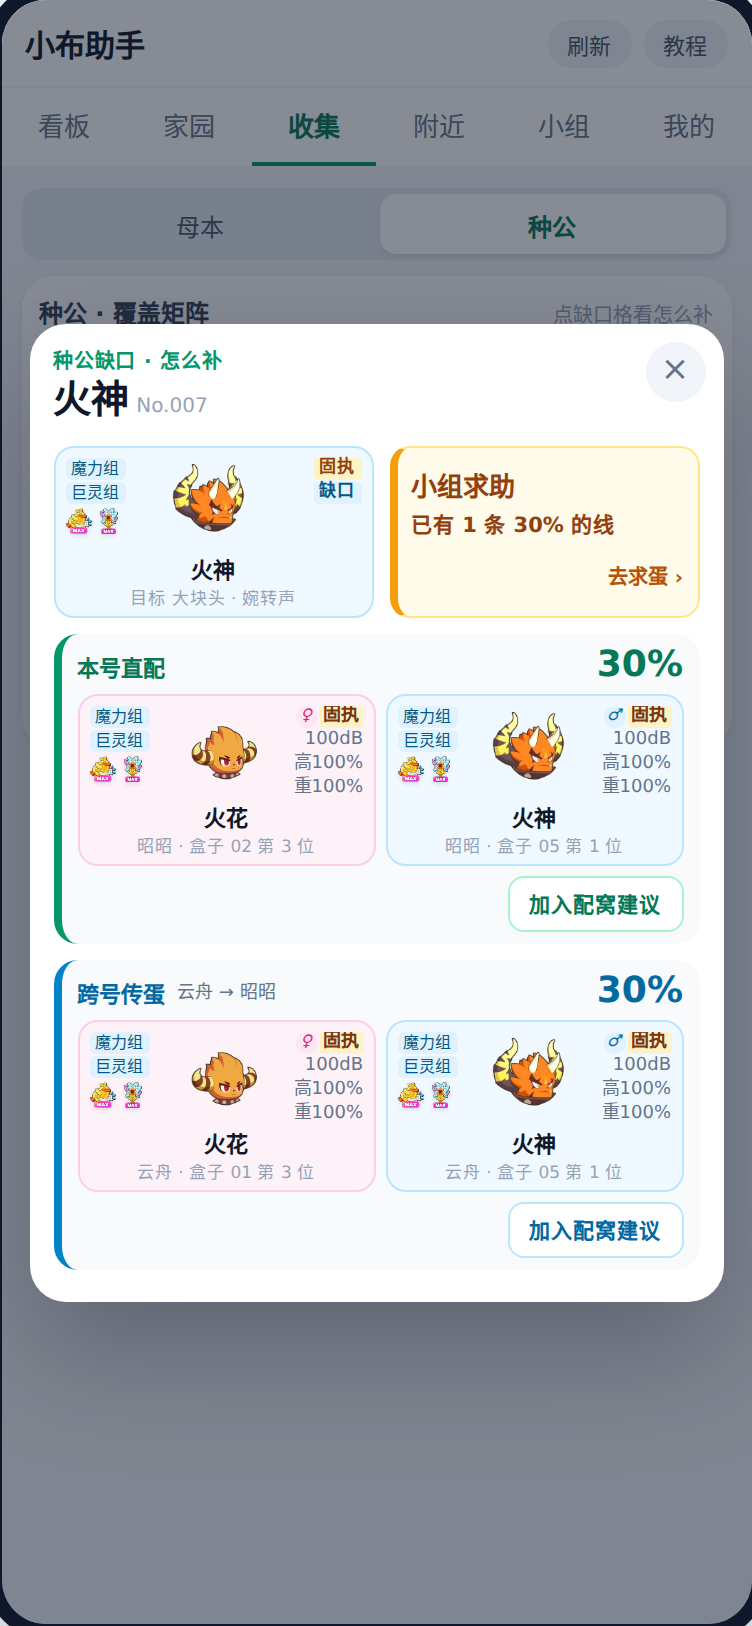 小布助手
刷新
教程
看板
家园
收集
附近
小组
我的
母本
种公
种公 · 覆盖矩阵
点缺口格看怎么补
种公缺口 · 怎么补
×
火神 No.007
魔力组
巨灵组
MAX
MAX
固执
缺口
火神
目标 大块头 · 婉转声
小组求助
已有 1 条 30% 的线
去求蛋 ›
本号直配
30%
魔力组
巨灵组
MAX
MAX
♀ 固执
100dB
高100%
重100%
火花
昭昭 · 盒子 02 第 3 位
魔力组
巨灵组
MAX
MAX
♂ 固执
100dB
高100%
重100%
火神
昭昭 · 盒子 05 第 1 位
加入配窝建议
跨号传蛋 云舟 → 昭昭
30%
魔力组
巨灵组
MAX
MAX
♀ 固执
100dB
高100%
重100%
火花
云舟 · 盒子 01 第 3 位
魔力组
巨灵组
MAX
MAX
♂ 固执
100dB
高100%
重100%
火神
云舟 · 盒子 05 第 1 位
加入配窝建议